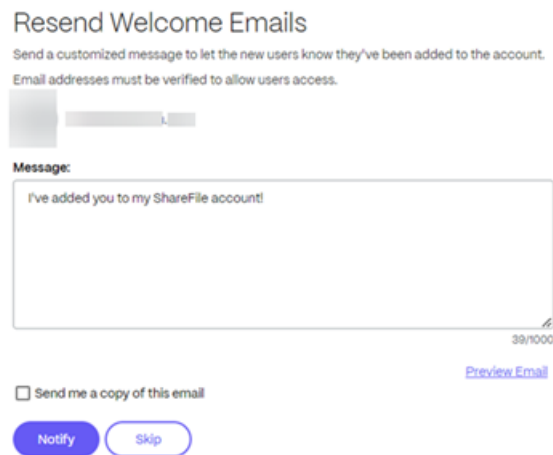 Resend Welcome Emails
Send a customized message to let the new users know they've been added to the account.
Email addresses must be verified to allow users access.
Message:
I've added you to my ShareFile account!
39/1000
Preview Email
Send me a copy of this email
Notify
Skip